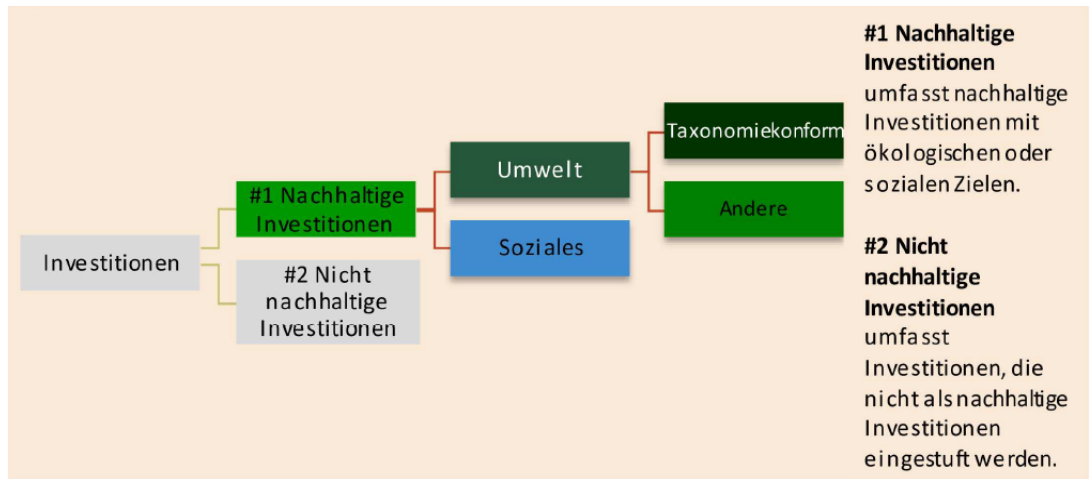 Investitionen
#1 Nachhaltige
Investitionen
#2 Nicht
nachhaltige
Investitionen
Umwelt
Soziales
Taxonomiekonform
Andere
#1 Nachhaltige
Investitionen
umfasst nachhaltige
Investitionen mit
ökologischen oder
sozialen Zielen.
#2 Nicht
nachhaltige
Investitionen
umfasst
Investitionen, die
nicht als nachhaltige
Investitionen
eingestuft werden.